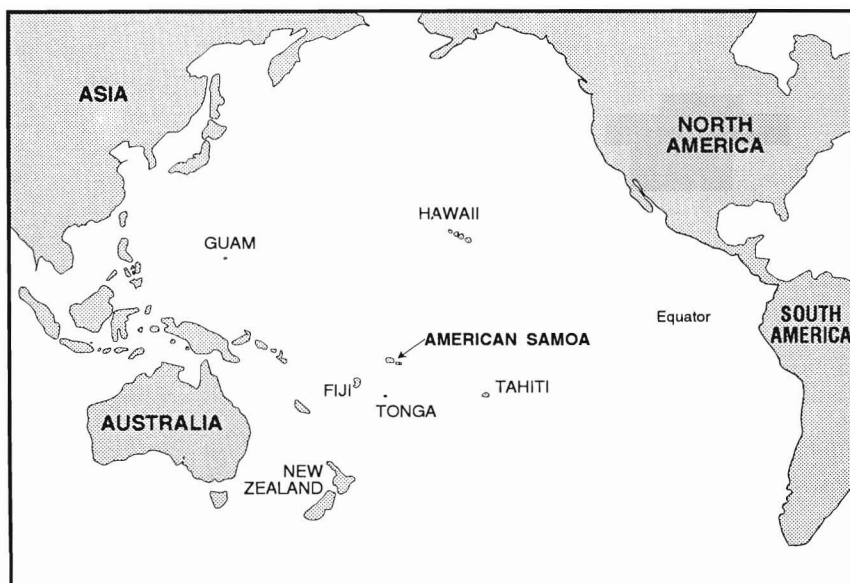 ASIA
NORTH
AMERICA
HAWAII
GUAM
Equator
SOUTH
AMERICA
AMERICAN SAMOA
FIJI
TONGA
TAHITI
AUSTRALIA
NEW
ZEALAND